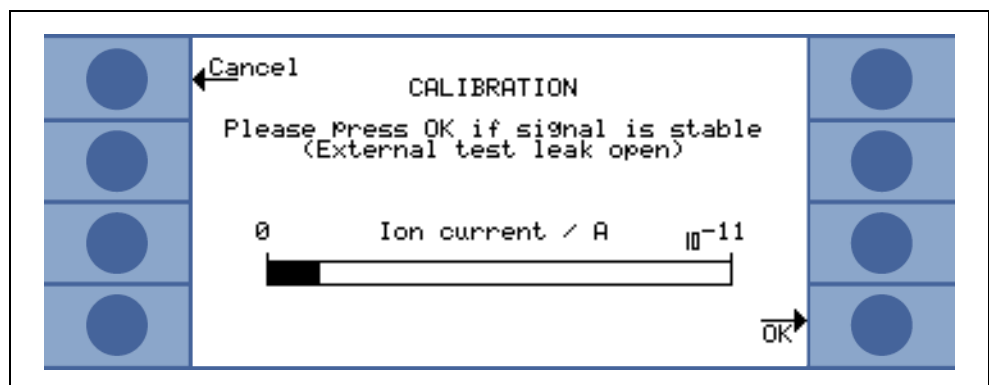 Cancel
CALIBRATION
Please press OK if signal is stable
(External test leak open)
0 Ion current / A 10-11
OK